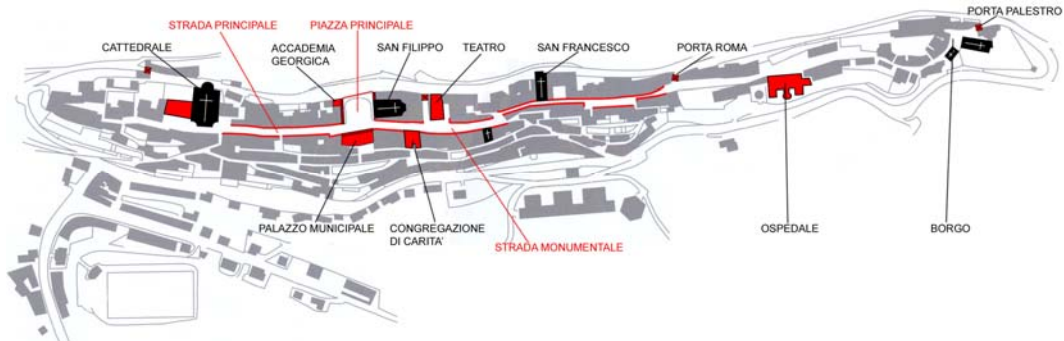 PORTA PALESTRO
STRADA PRINCIPALE
PIAZZA PRINCIPALE
CATTEDRALE
ACCADEMIA
GEORGICA
SAN FILIPPO
TEATRO
SAN FRANCESCO
PORTA ROMA
PALAZZO MUNICIPALE
CONGREGAZIONE
DI CARITA'
STRADA MONUMENTALE
OSPEDALE
BORGO